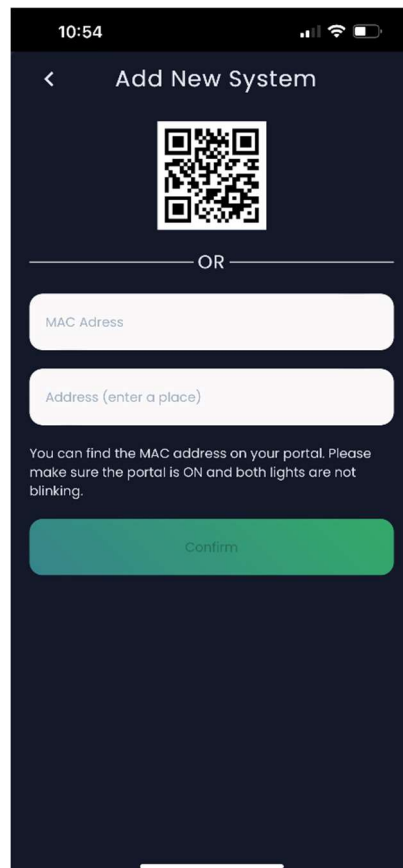 10:54
Add New System
OR
MAC Adress
Address (enter a place)
You can find the MAC address on your portal. Please
make sure the portal is ON and both lights are not
blinking.
Confirm